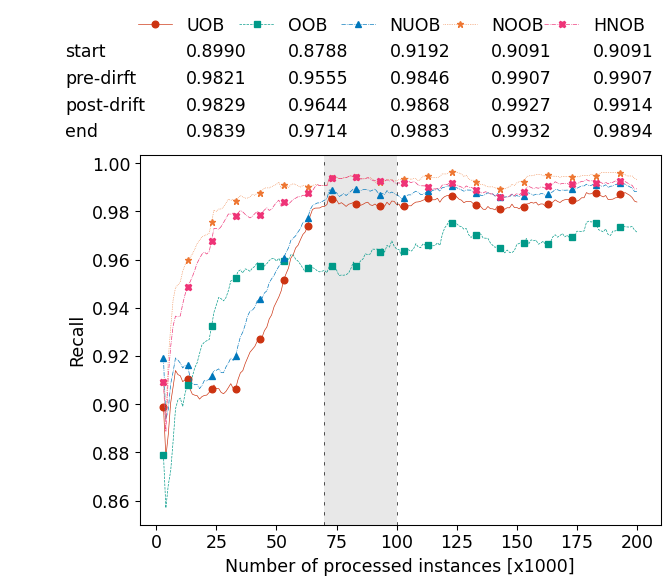 UOB OOB NUOB NOOB HNOB
start 0.8990 0.8788 0.9192 0.9091 0.9091
pre-dirft 0.9821 0.9555 0.9846 0.9907 0.9907
post-drift 0.9829 0.9644 0.9868 0.9927 0.9914
end 0.9839 0.9714 0.9883 0.9932 0.9894
1.00
0.98
0.96
0.94
0.92
0.90
0.88
0.86
Recall
0 25 50 75 100 125 150 175 200
Number of processed instances [x1000]